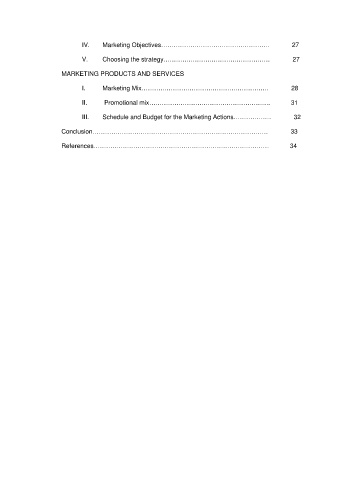 IV. Marketing Objectives………………………………………… 27
V. Choosing the strategy………………………………………… 27
MARKETING PRODUCTS AND SERVICES
I. Marketing Mix………………………………………………… 28
II. Promotional mix……………………………………………… 31
III. Schedule and Budget for the Marketing Actions……………… 32
Conclusion…………………………………………………………………… 33
References…………………………………………………………………… 34